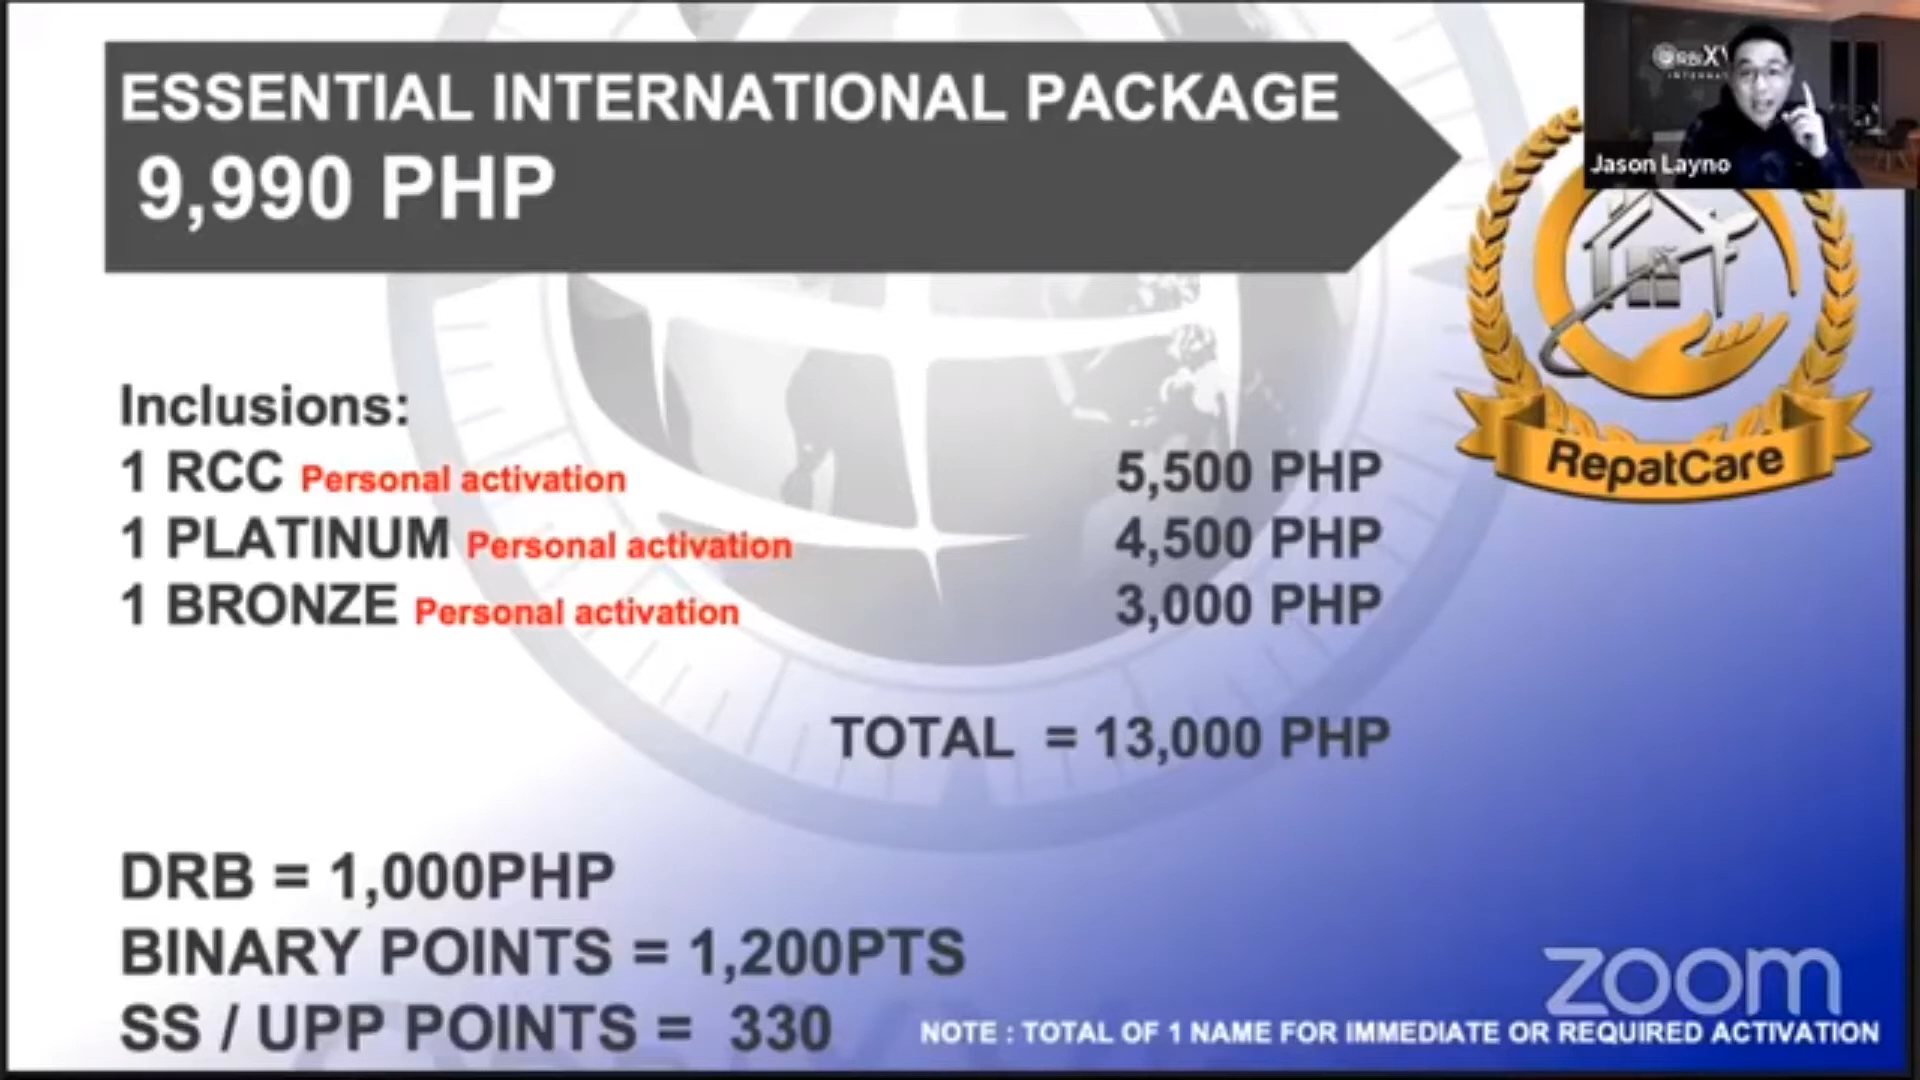 ESSENTIAL INTERNATIONAL PACKAGE
9,990 PHP
Jason Layno
RepatCare
Inclusions:
1 RCC Personal activation 5,500 PHP
1 PLATINUM Personal activation 4,500 PHP
1 BRONZE Personal activation 3,000 PHP
TOTAL = 13,000 PHP
DRB = 1,000PHP
BINARY POINTS = 1,200PTS
SS / UPP POINTS = 330
zoom
NOTE : TOTAL OF 1 NAME FOR IMMEDIATE OR REQUIRED ACTIVATION